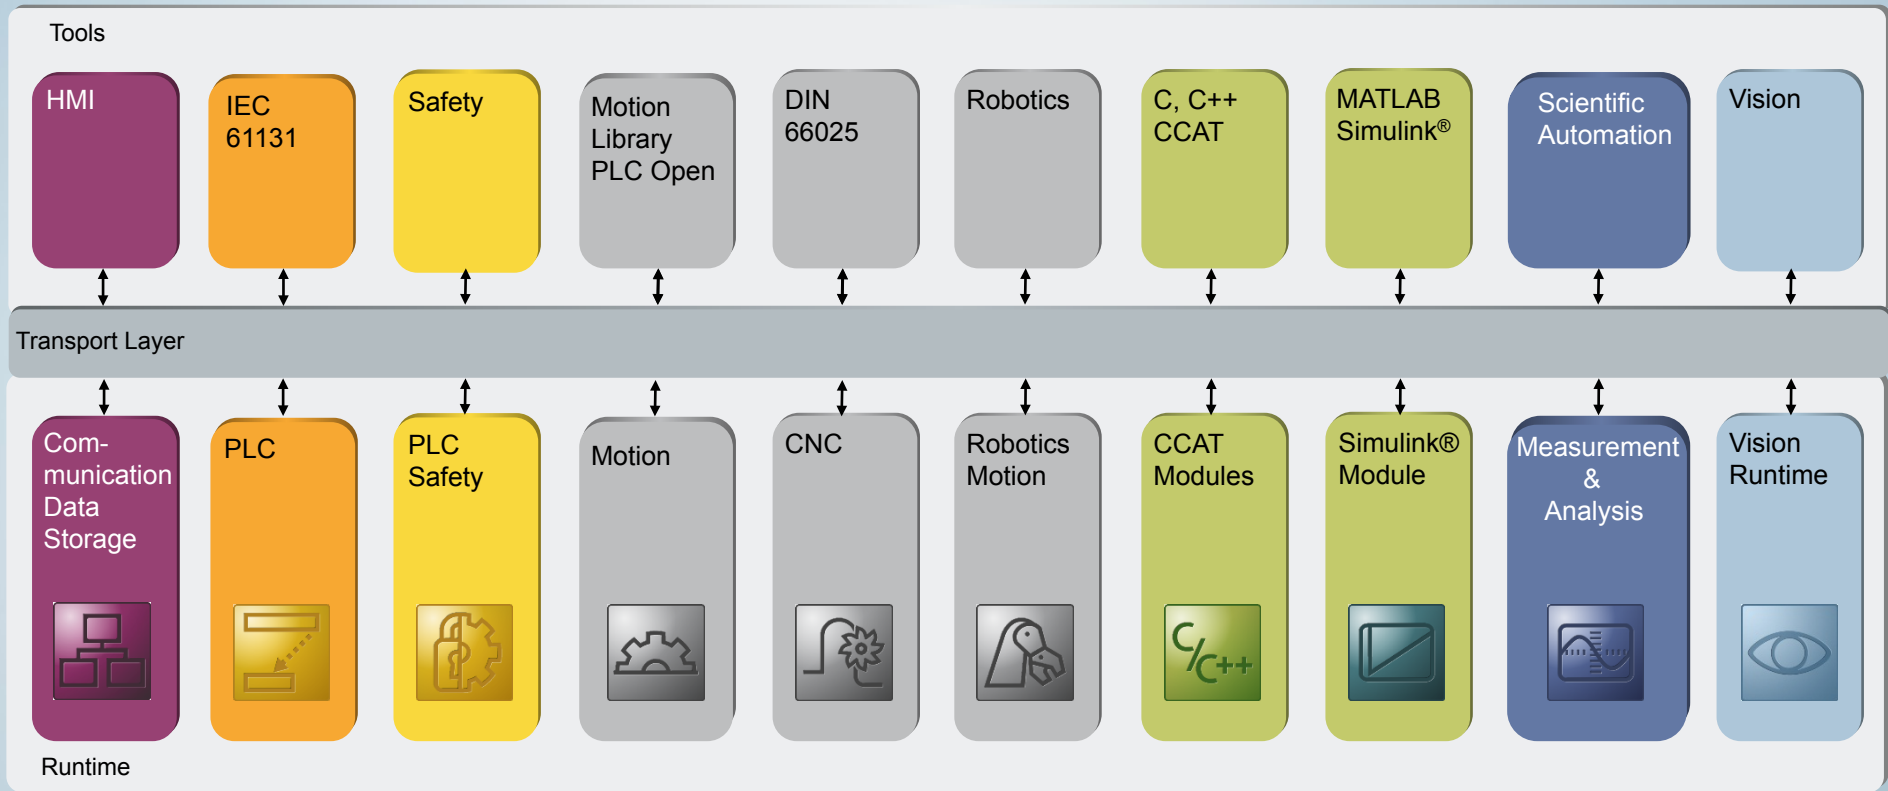 Tools
HMI
IEC
61131
Safety
Motion
Library
PLC Open
DIN
66025
Robotics
C, C++
CCAT
MATLAB
Simulink®
Scientific
Automation
Vision
Transport Layer
Com-
munication
Data
Storage
PLC
PLC
Safety
Motion
CNC
Robotics
Motion
CCAT
Modules
Simulink®
Module
Measurement
&
Analysis
Vision
Runtime
C/C++
Runtime